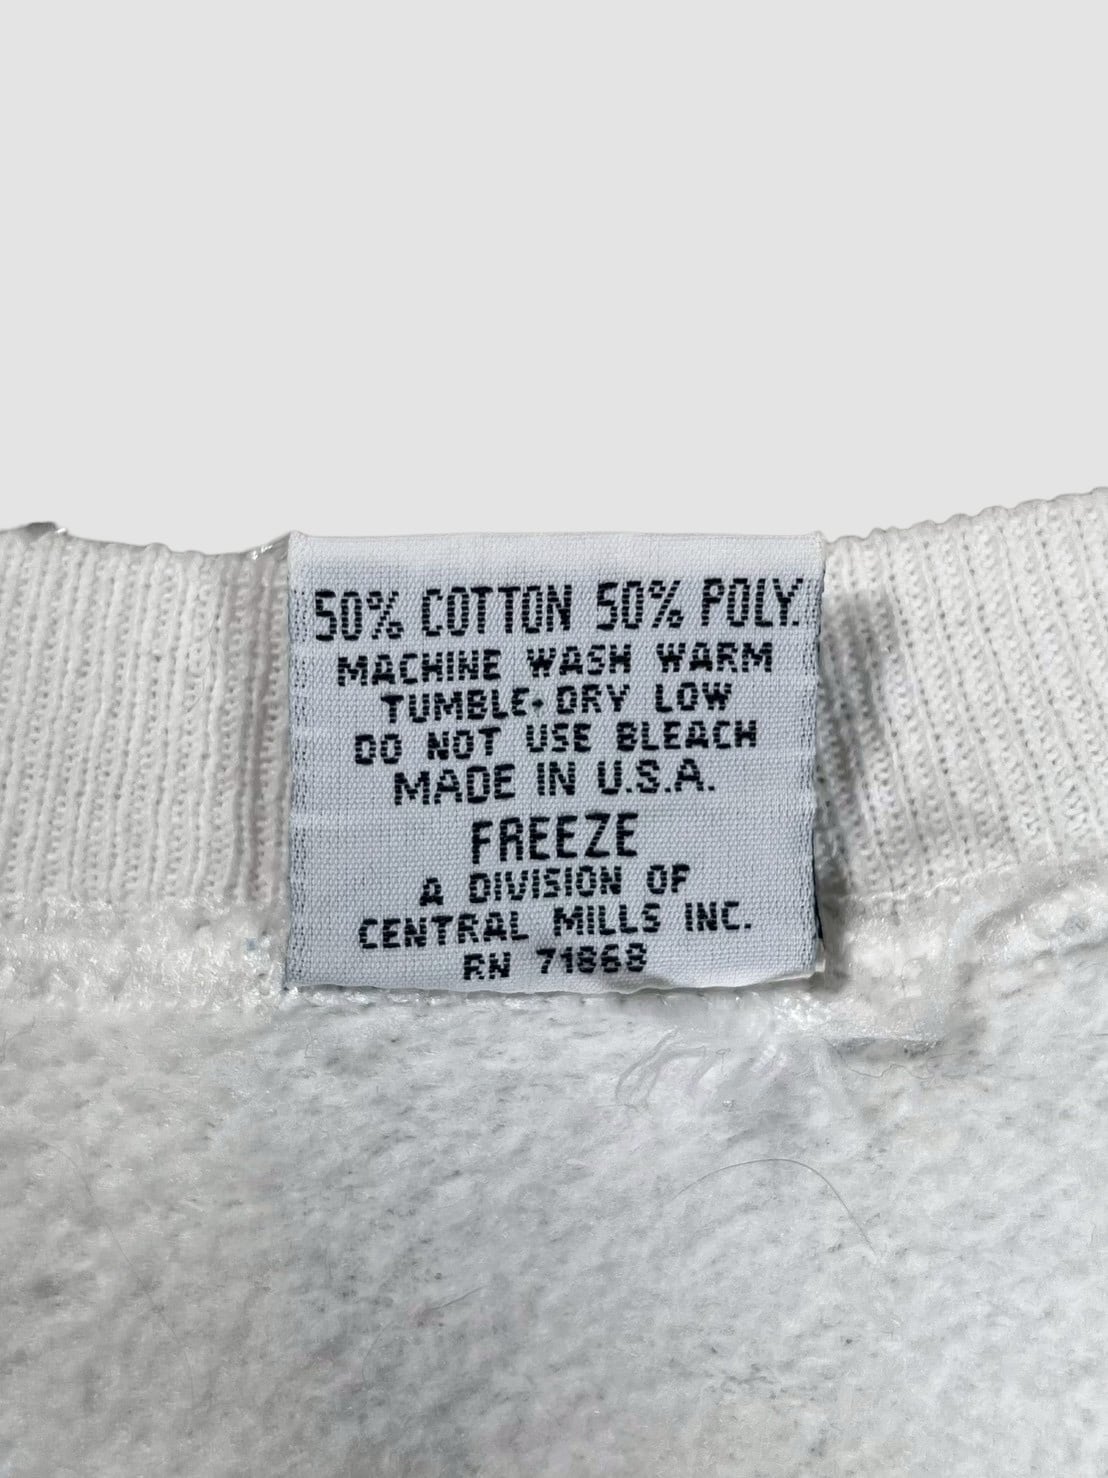 50% COTTON 50% POLY.
MACHINE WASH WARM
TUMBLE· DRY LOW
DO NOT USE BLEACH
MADE IN U.S.A.
FREEZE
A DIVISION OF
CENTRAL MILLS INC.
RN 71868